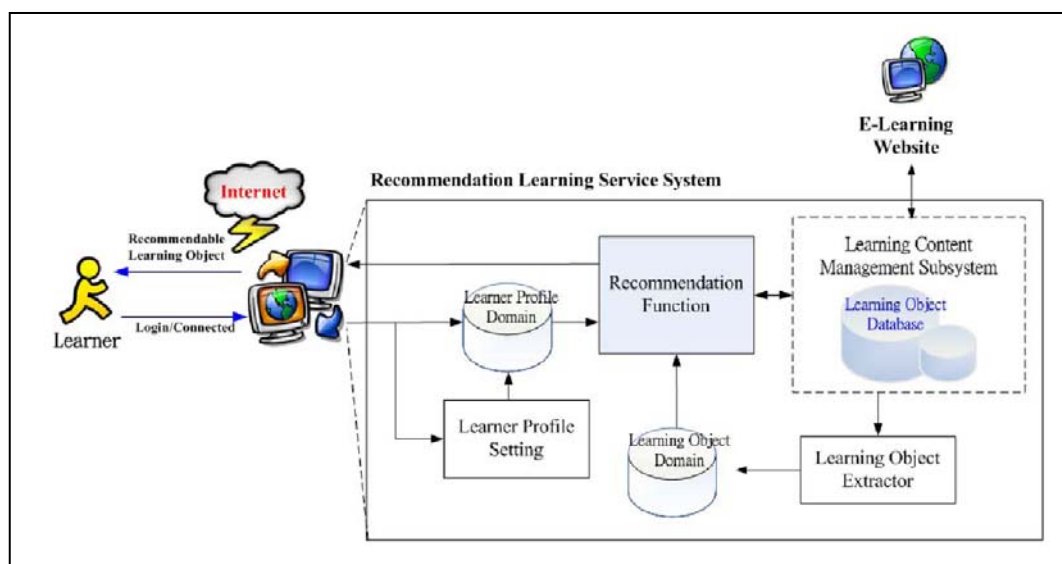 E-Learning
Website
Recommendation Learning Service System
Internet
Recommendable
Learning Object
Learner
Login/Connected
Learner Profile
Domain
Recommendation
Function
Learning Content
Management Subsystem
Learning Object
Database
Learner Profile
Setting
Learning Object
Domain
Learning Object
Extractor